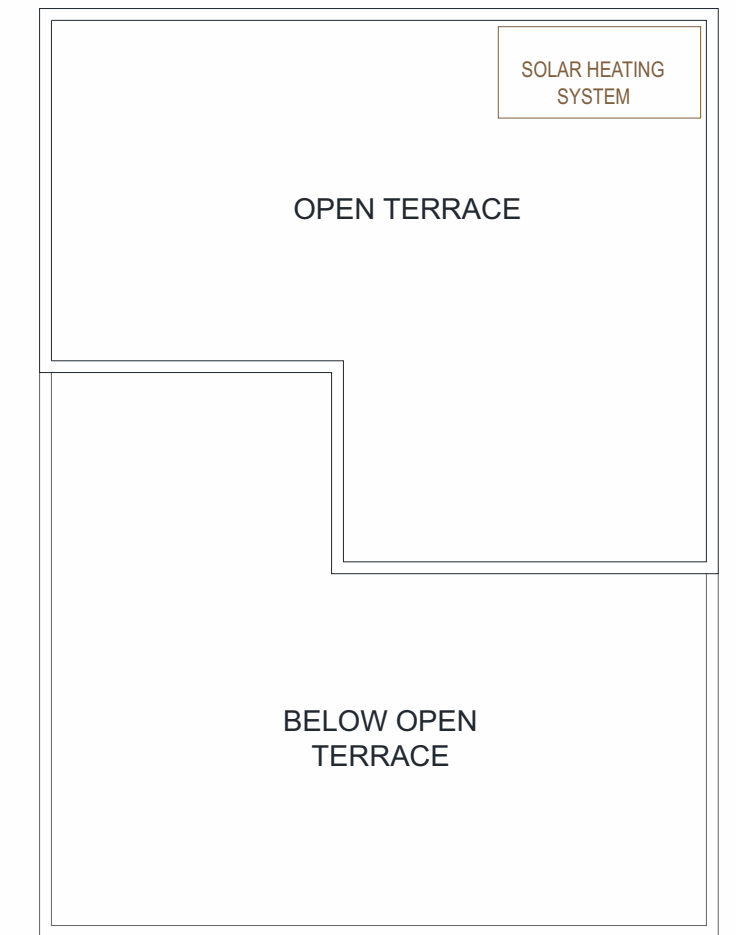 SOLAR HEATING
SYSTEM
OPEN TERRACE
BELOW OPEN
TERRACE